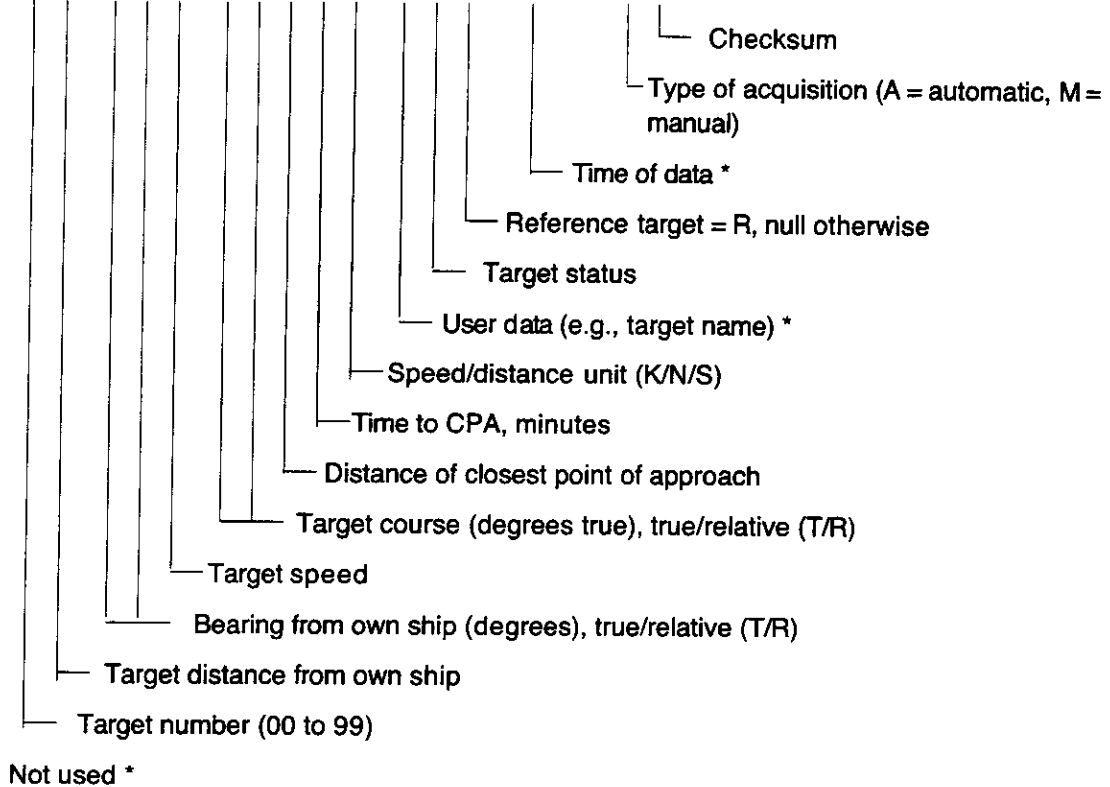 Checksum
Type of acquisition (A = automatic, M =
manual)
Time of data *
Reference target = R, null otherwise
Target status
User data (e.g., target name) *
Speed/distance unit (K/N/S)
Time to CPA, minutes
Distance of closest point of approach
Target course (degrees true), true/relative (T/R)
Target speed
Bearing from own ship (degrees), true/relative (T/R)
Target distance from own ship
Target number (00 to 99)
Not used *